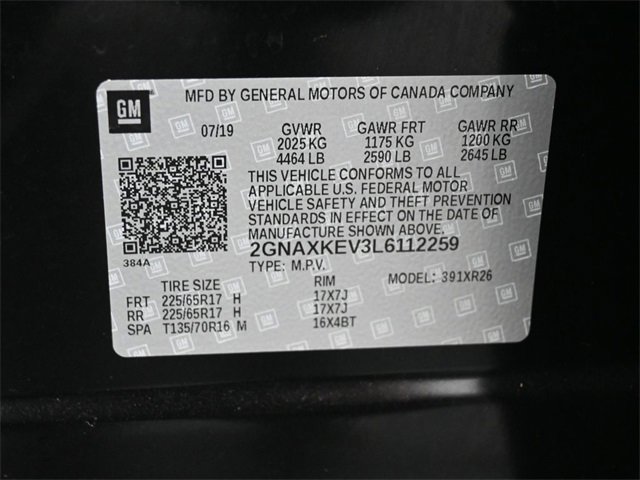 GM
MFD BY GENERAL MOTORS OF CANADA COMPANY
07/19 GVWR GAWR FRT GAWR RR
2025 KG 1175 KG 1200 KG
4464 LB 2590 LB 2645 LB
THIS VEHICLE CONFORMS TO ALL
APPLICABLE U.S. FEDERAL MOTOR
VEHICLE SAFETY AND THEFT PREVENTION
STANDARDS IN EFFECT ON THE DATE OF
MANUFACTURE SHOWN ABOVE.
384A
2GNAXKEV3L6112259
TYPE: M.P.V. MODEL: 391XR26
TIRE SIZE RIM
FRT 225/65R17 H 17X7J
RR 225/65R17 H 17X7J
SPA T135/70R16 M 16X4BT